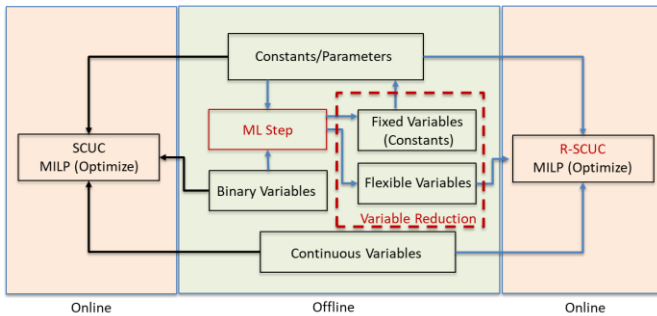 Constants/Parameters
ML Step
Fixed Variables
(Constants)
SCUC
MILP (Optimize)
R-SCUC
MILP (Optimize)
Binary Variables
Flexible Variables
Variable Reduction
Continuous Variables
Online
Offline
Online